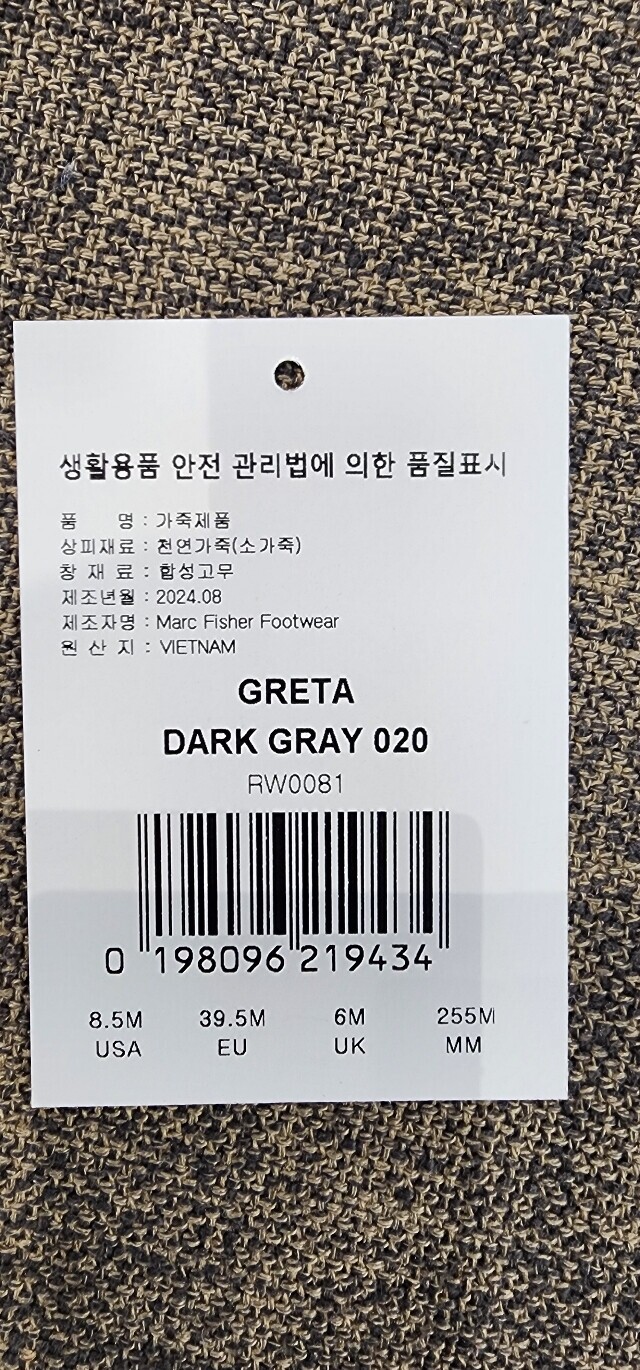 생활용품 안전 관리법에 의한 품질표시
품 명 : 가죽제품
상피재료 : 천연가죽(소가죽)
창 재 료 : 합성고무
제조년월 : 2024.08
제조자명 : Marc Fisher Footwear
원 산 지 : VIETNAM
GRETA
DARK GRAY 020
RW0081
0 198096 219434
8.5M 39.5M 6M 255M
USA EU UK MM